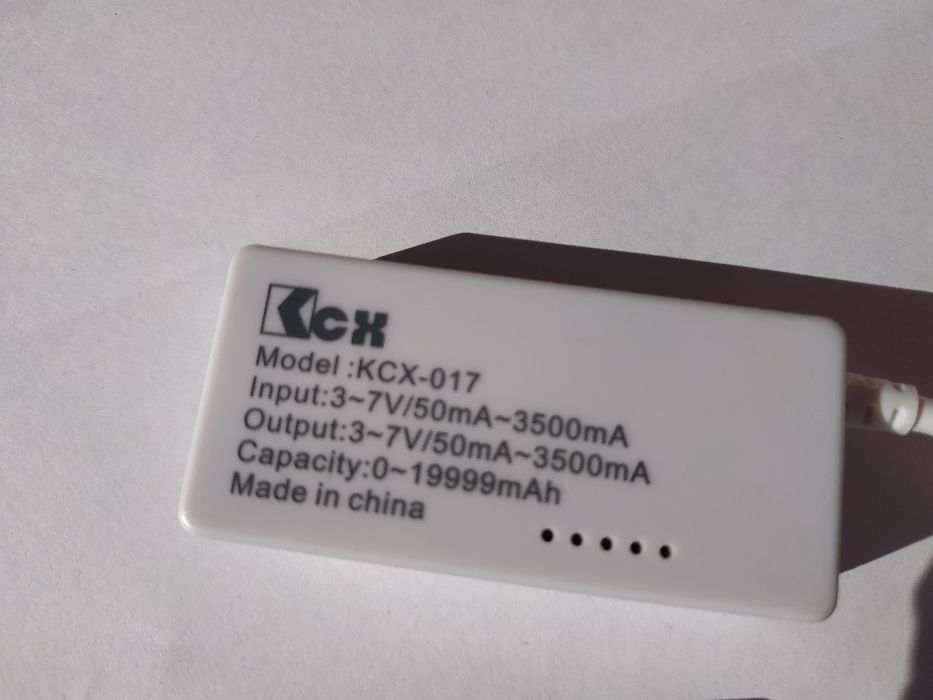 Kcx
Model :KCX-017
Input:3~7V/50mA~3500mA
Output:3~7V/50mA~3500mA
Capacity:0~19999mAh
Made in china